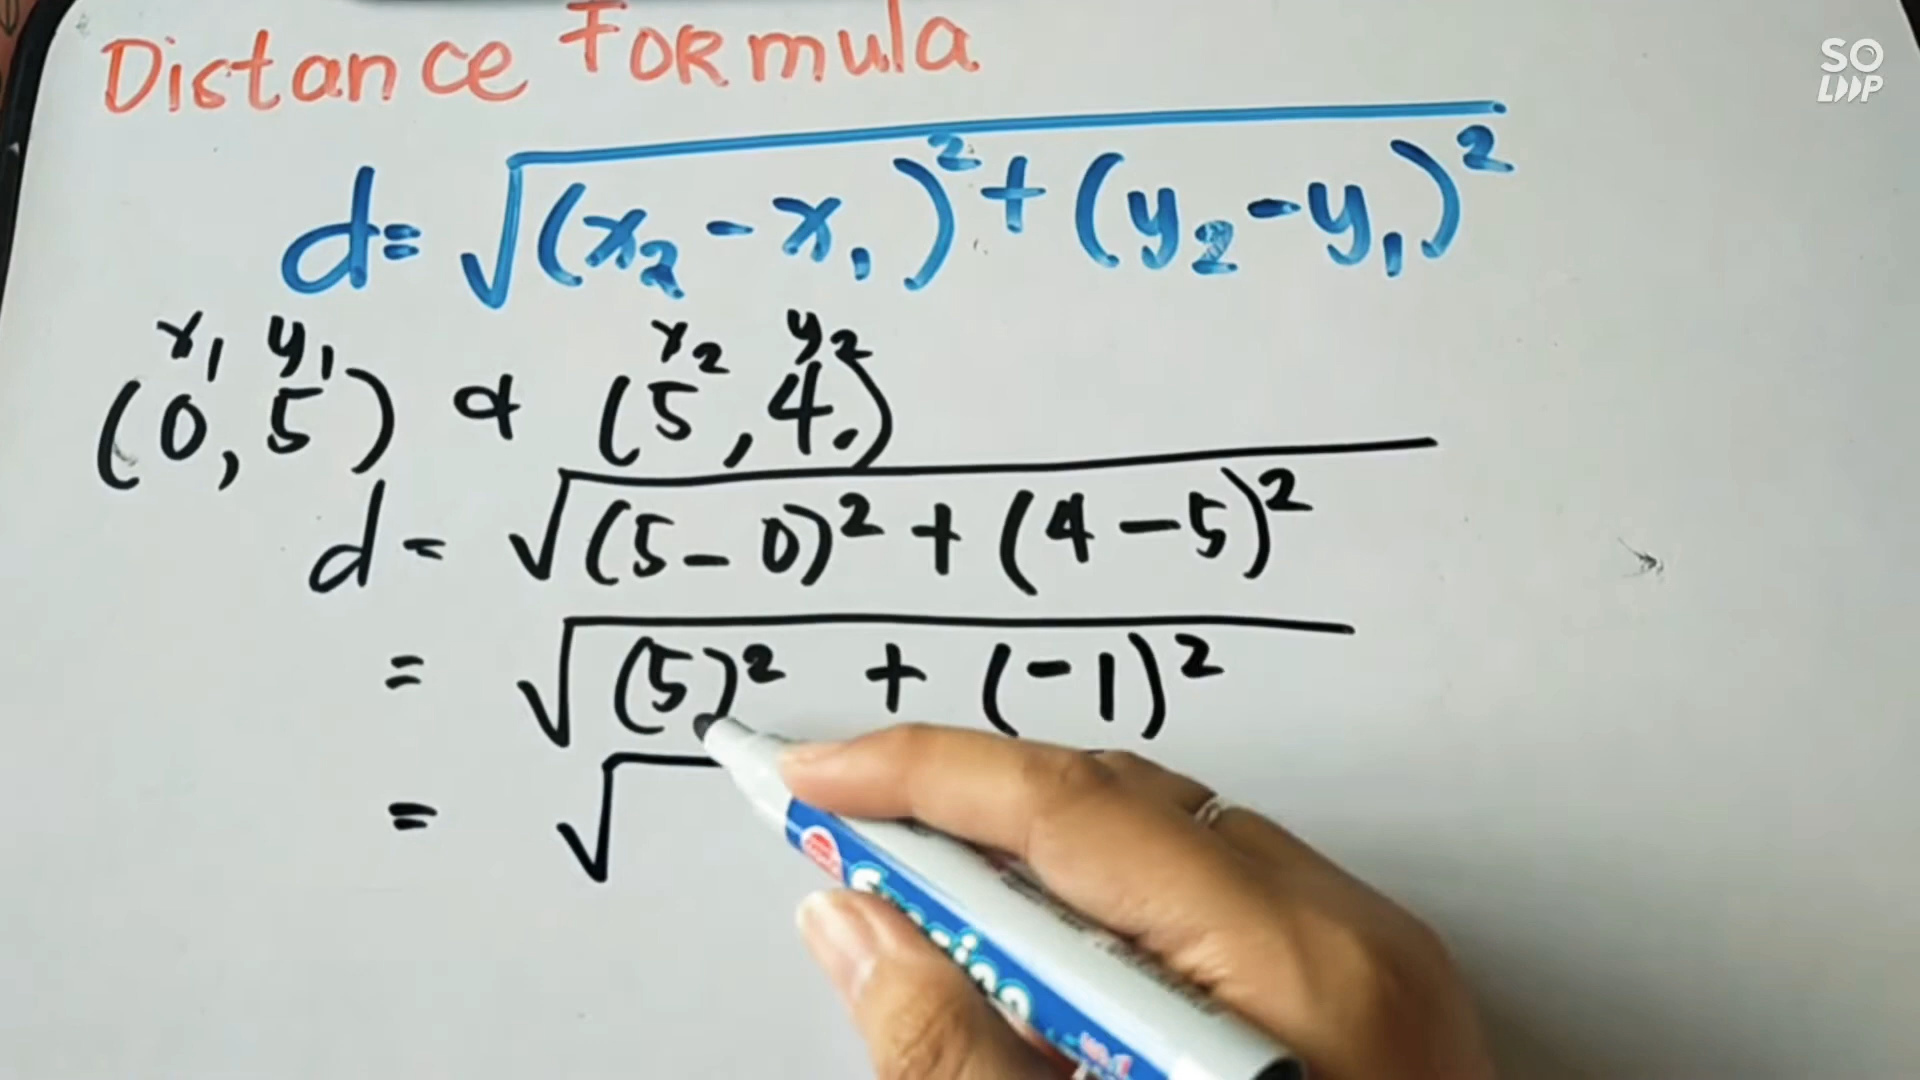 Distance Formula
SO
LOOP
d = √(x₂ - x₁)² + (y₂ - y₁)²
x₁ y₁ x₂ y₂
(0, 5) & (5, 4)
d = √(5 - 0)² + (4 - 5)²
= √(5)² + (-1)²
= √